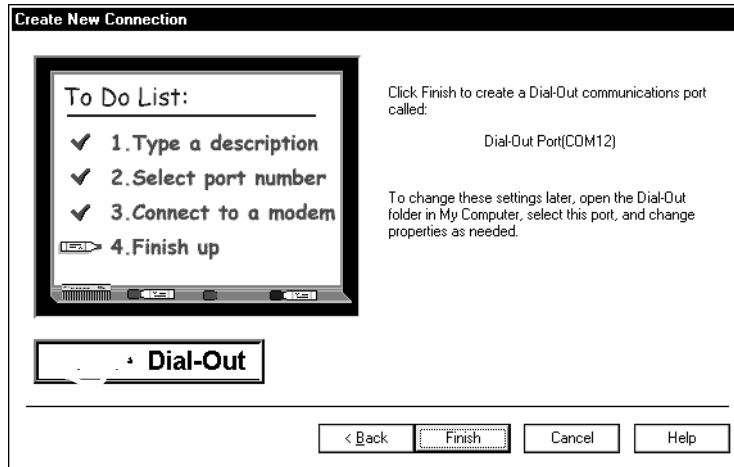 Create New Connection
To Do List:
1.Type a description
2.Select port number
3.Connect to a modem
4.Finish up
Click Finish to create a Dial-Out communications port
called:
Dial-Out Port(COM12)
To change these settings later, open the Dial-Out
folder in My Computer, select this port, and change
properties as needed.
Dial-Out
< Back
Finish
Cancel
Help